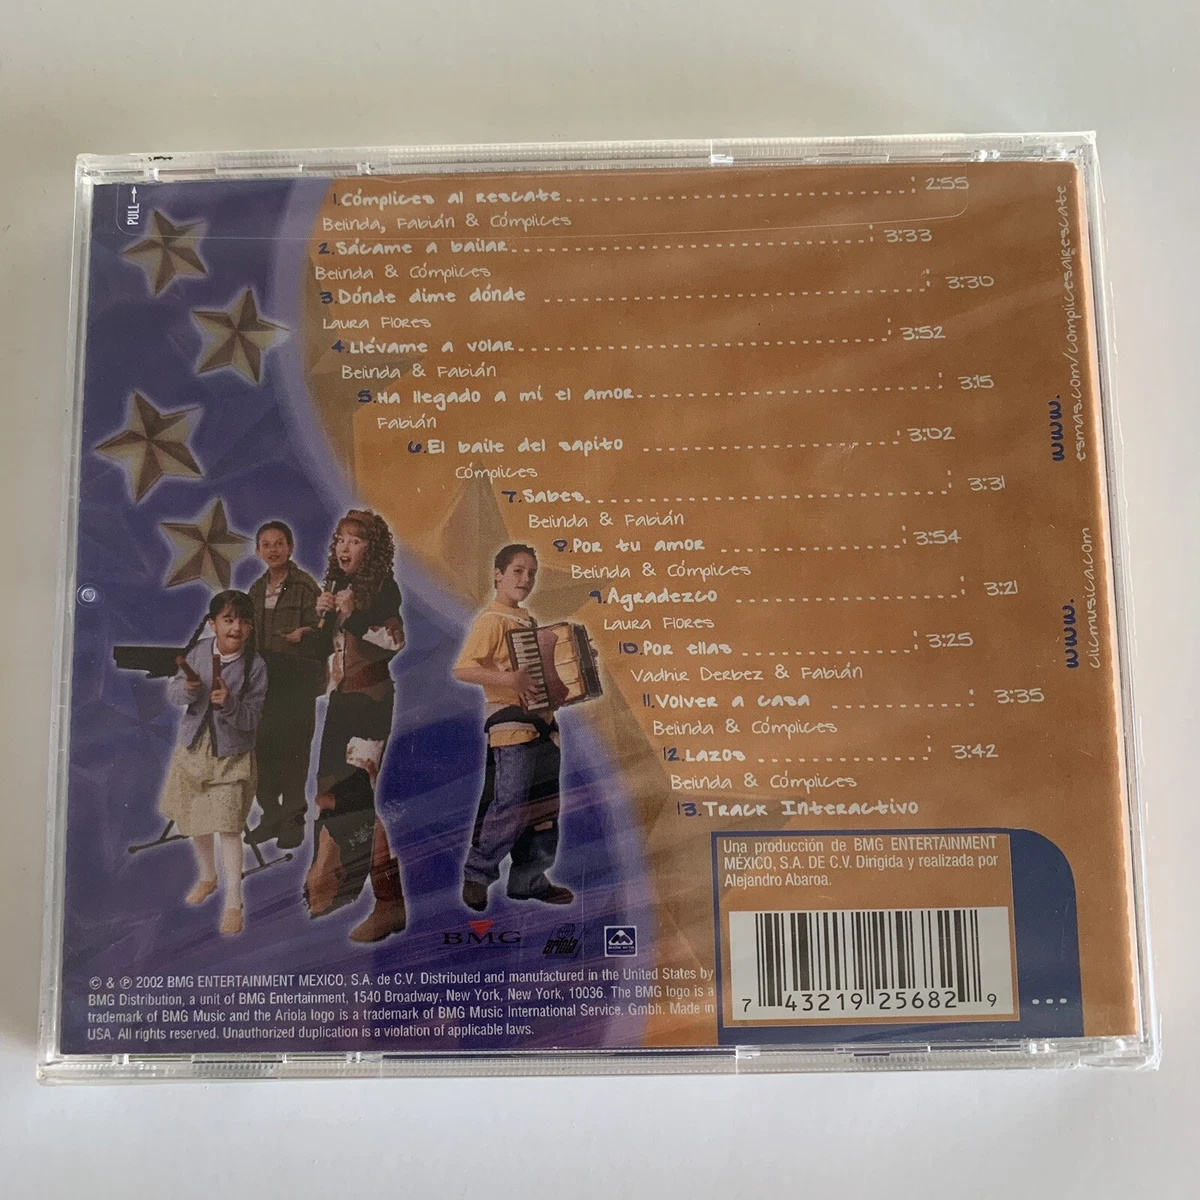 PULL→
1.Cómplices al rescate 2:55
Belinda, Fabián & Cómplices
2.Sácame a bailar 3:33
Belinda & Cómplices
3.Dónde dime dónde 3:30
Laura Flores
4.Llévame a volar 3:52
Belinda & Fabián
5.Ha llegado a mí el amor 3:15
Fabián
6.El baile del sapito 3:02
Cómplices
7.Sabes 3:31
Belinda & Fabián
8.Por tu amor 3:54
Belinda & Cómplices
9.Agradezco 3:21
Laura Flores
10.Por ellas 3:25
Vadhir Derbez & Fabián
11.Volver a casa 3:35
Belinda & Cómplices
12.Lazos 3:42
Belinda & Cómplices
13.Track Interactivo
www.
esmas.com/complicesalrescate
www.
clicmusica.com
Una producción de BMG ENTERTAINMENT
MÉXICO, S.A. DE C.V. Dirigida y realizada por
Alejandro Abaroa.
7 43219 25682 9
BMG
ariola
© & ℗ 2002 BMG ENTERTAINMENT MEXICO, S.A. de C.V. Distributed and manufactured in the United States by
BMG Distribution, a unit of BMG Entertainment, 1540 Broadway, New York, New York, 10036. The BMG logo is a
trademark of BMG Music and the Ariola logo is a trademark of BMG Music International Service, Gmbh. Made in
USA. All rights reserved. Unauthorized duplication is a violation of applicable laws.